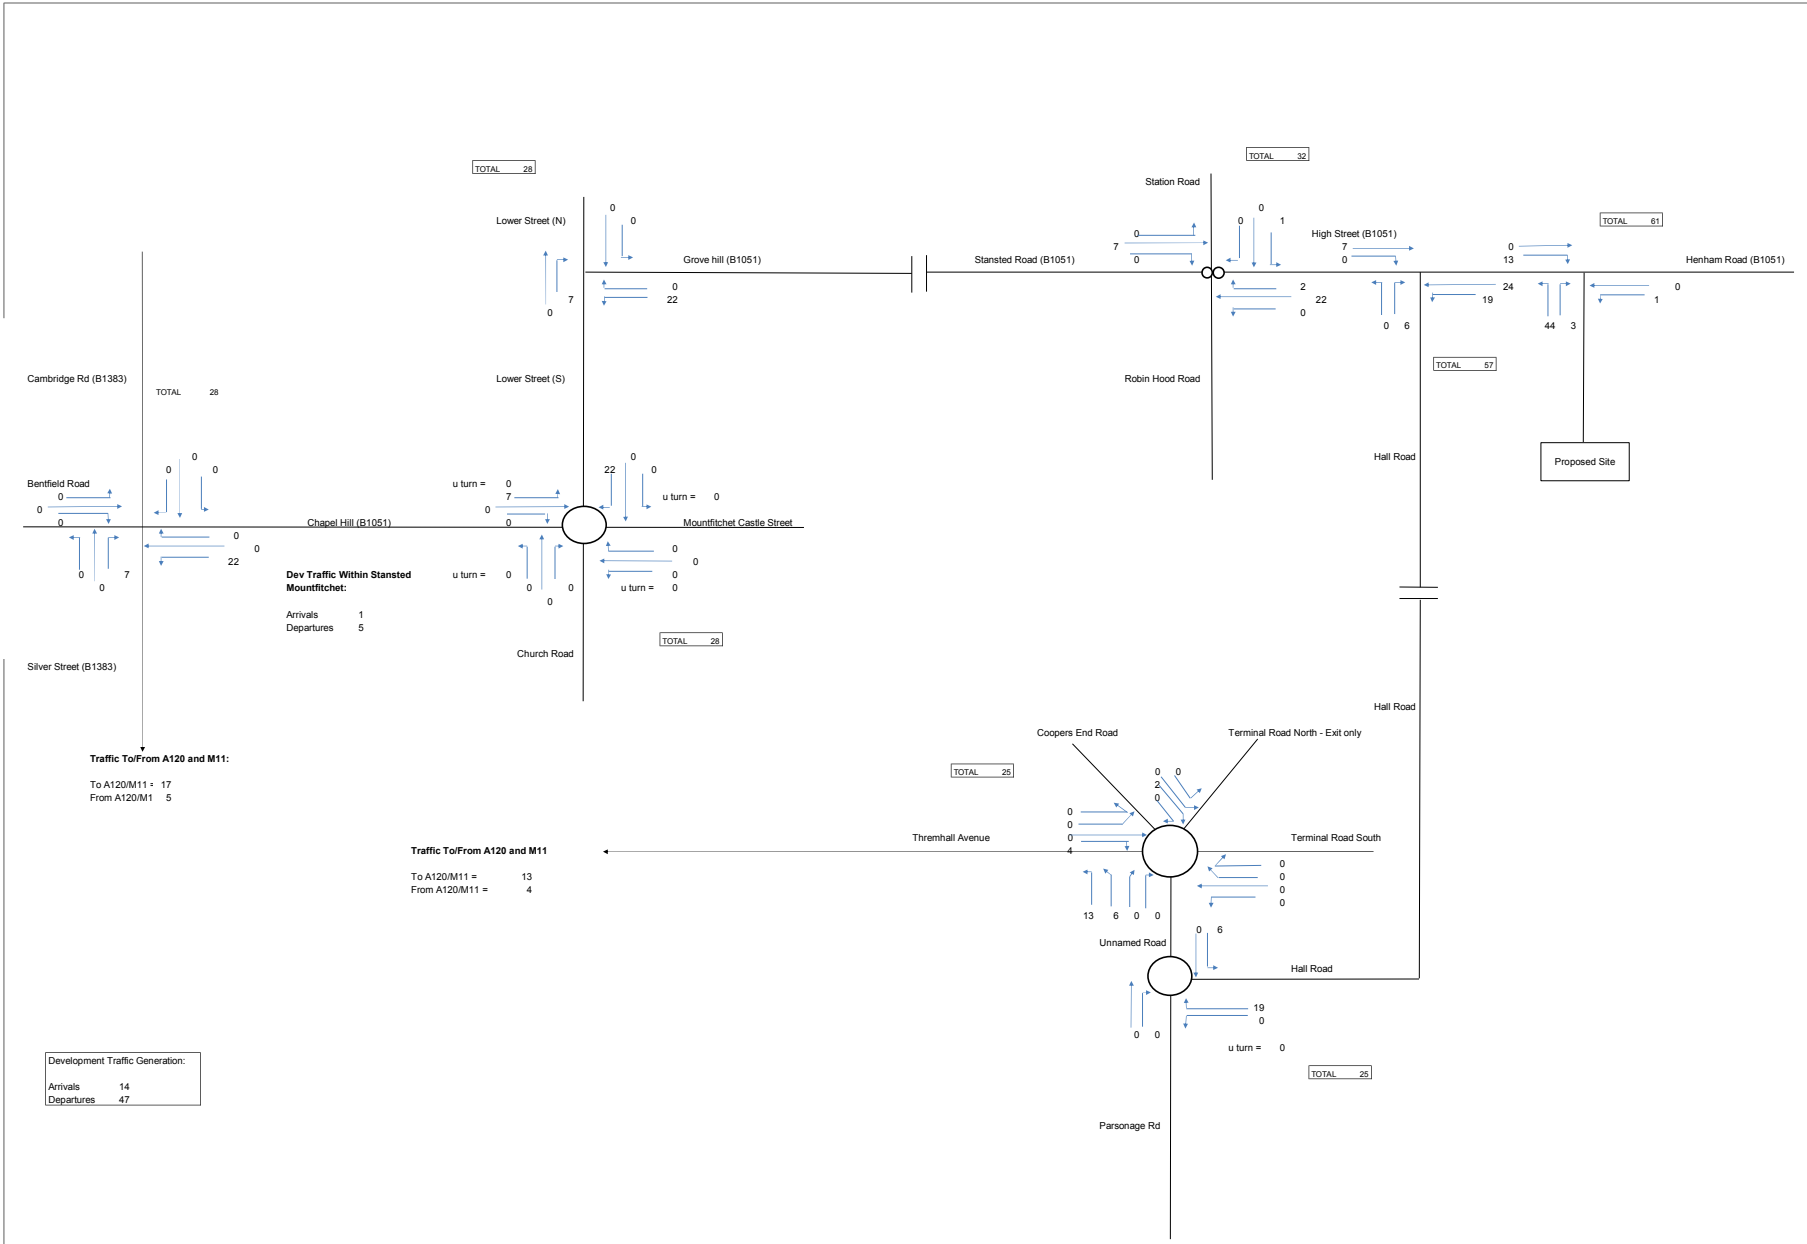 TOTAL 32
TOTAL 28
Station Road
Lower Street (N)
0
0
0
0
0
1
TOTAL 61
High Street (B1051)
0
7
0
7
0
0
13
Grove hill (B1051)
Stansted Road (B1051)
Henham Road (B1051)
7
0
0
22
2
22
0
0 6
24
19
44 3
0
1
TOTAL 57
Cambridge Rd (B1383)
TOTAL 28
Lower Street (S)
Robin Hood Road
Hall Road
Proposed Site
Bentfield Road
0
0
0
0
0
0
u turn = 0
7
0
0
0
22
0
u turn = 0
Chapel Hill (B1051)
Mountfitchet Castle Street
0
0
22
0
0
7
Dev Traffic Within Stansted
Mountfitchet:
Arrivals 1
Departures 5
u turn = 0
0
0
0
0
0
0
u turn = 0
TOTAL 28
Church Road
Silver Street (B1383)
Hall Road
Traffic To/From A120 and M11:
To A120/M11 = 17
From A120/M1 5
Coopers End Road
Terminal Road North - Exit only
TOTAL 25
0 0
2
0
0
0
0
4
Thremhall Avenue
Terminal Road South
Traffic To/From A120 and M11
To A120/M11 = 13
From A120/M11 = 4
0
0
0
0
13 6 0 0
Unnamed Road
0 6
Hall Road
19
0
0 0
u turn = 0
TOTAL 25
Development Traffic Generation:
Arrivals 14
Departures 47
Parsonage Rd